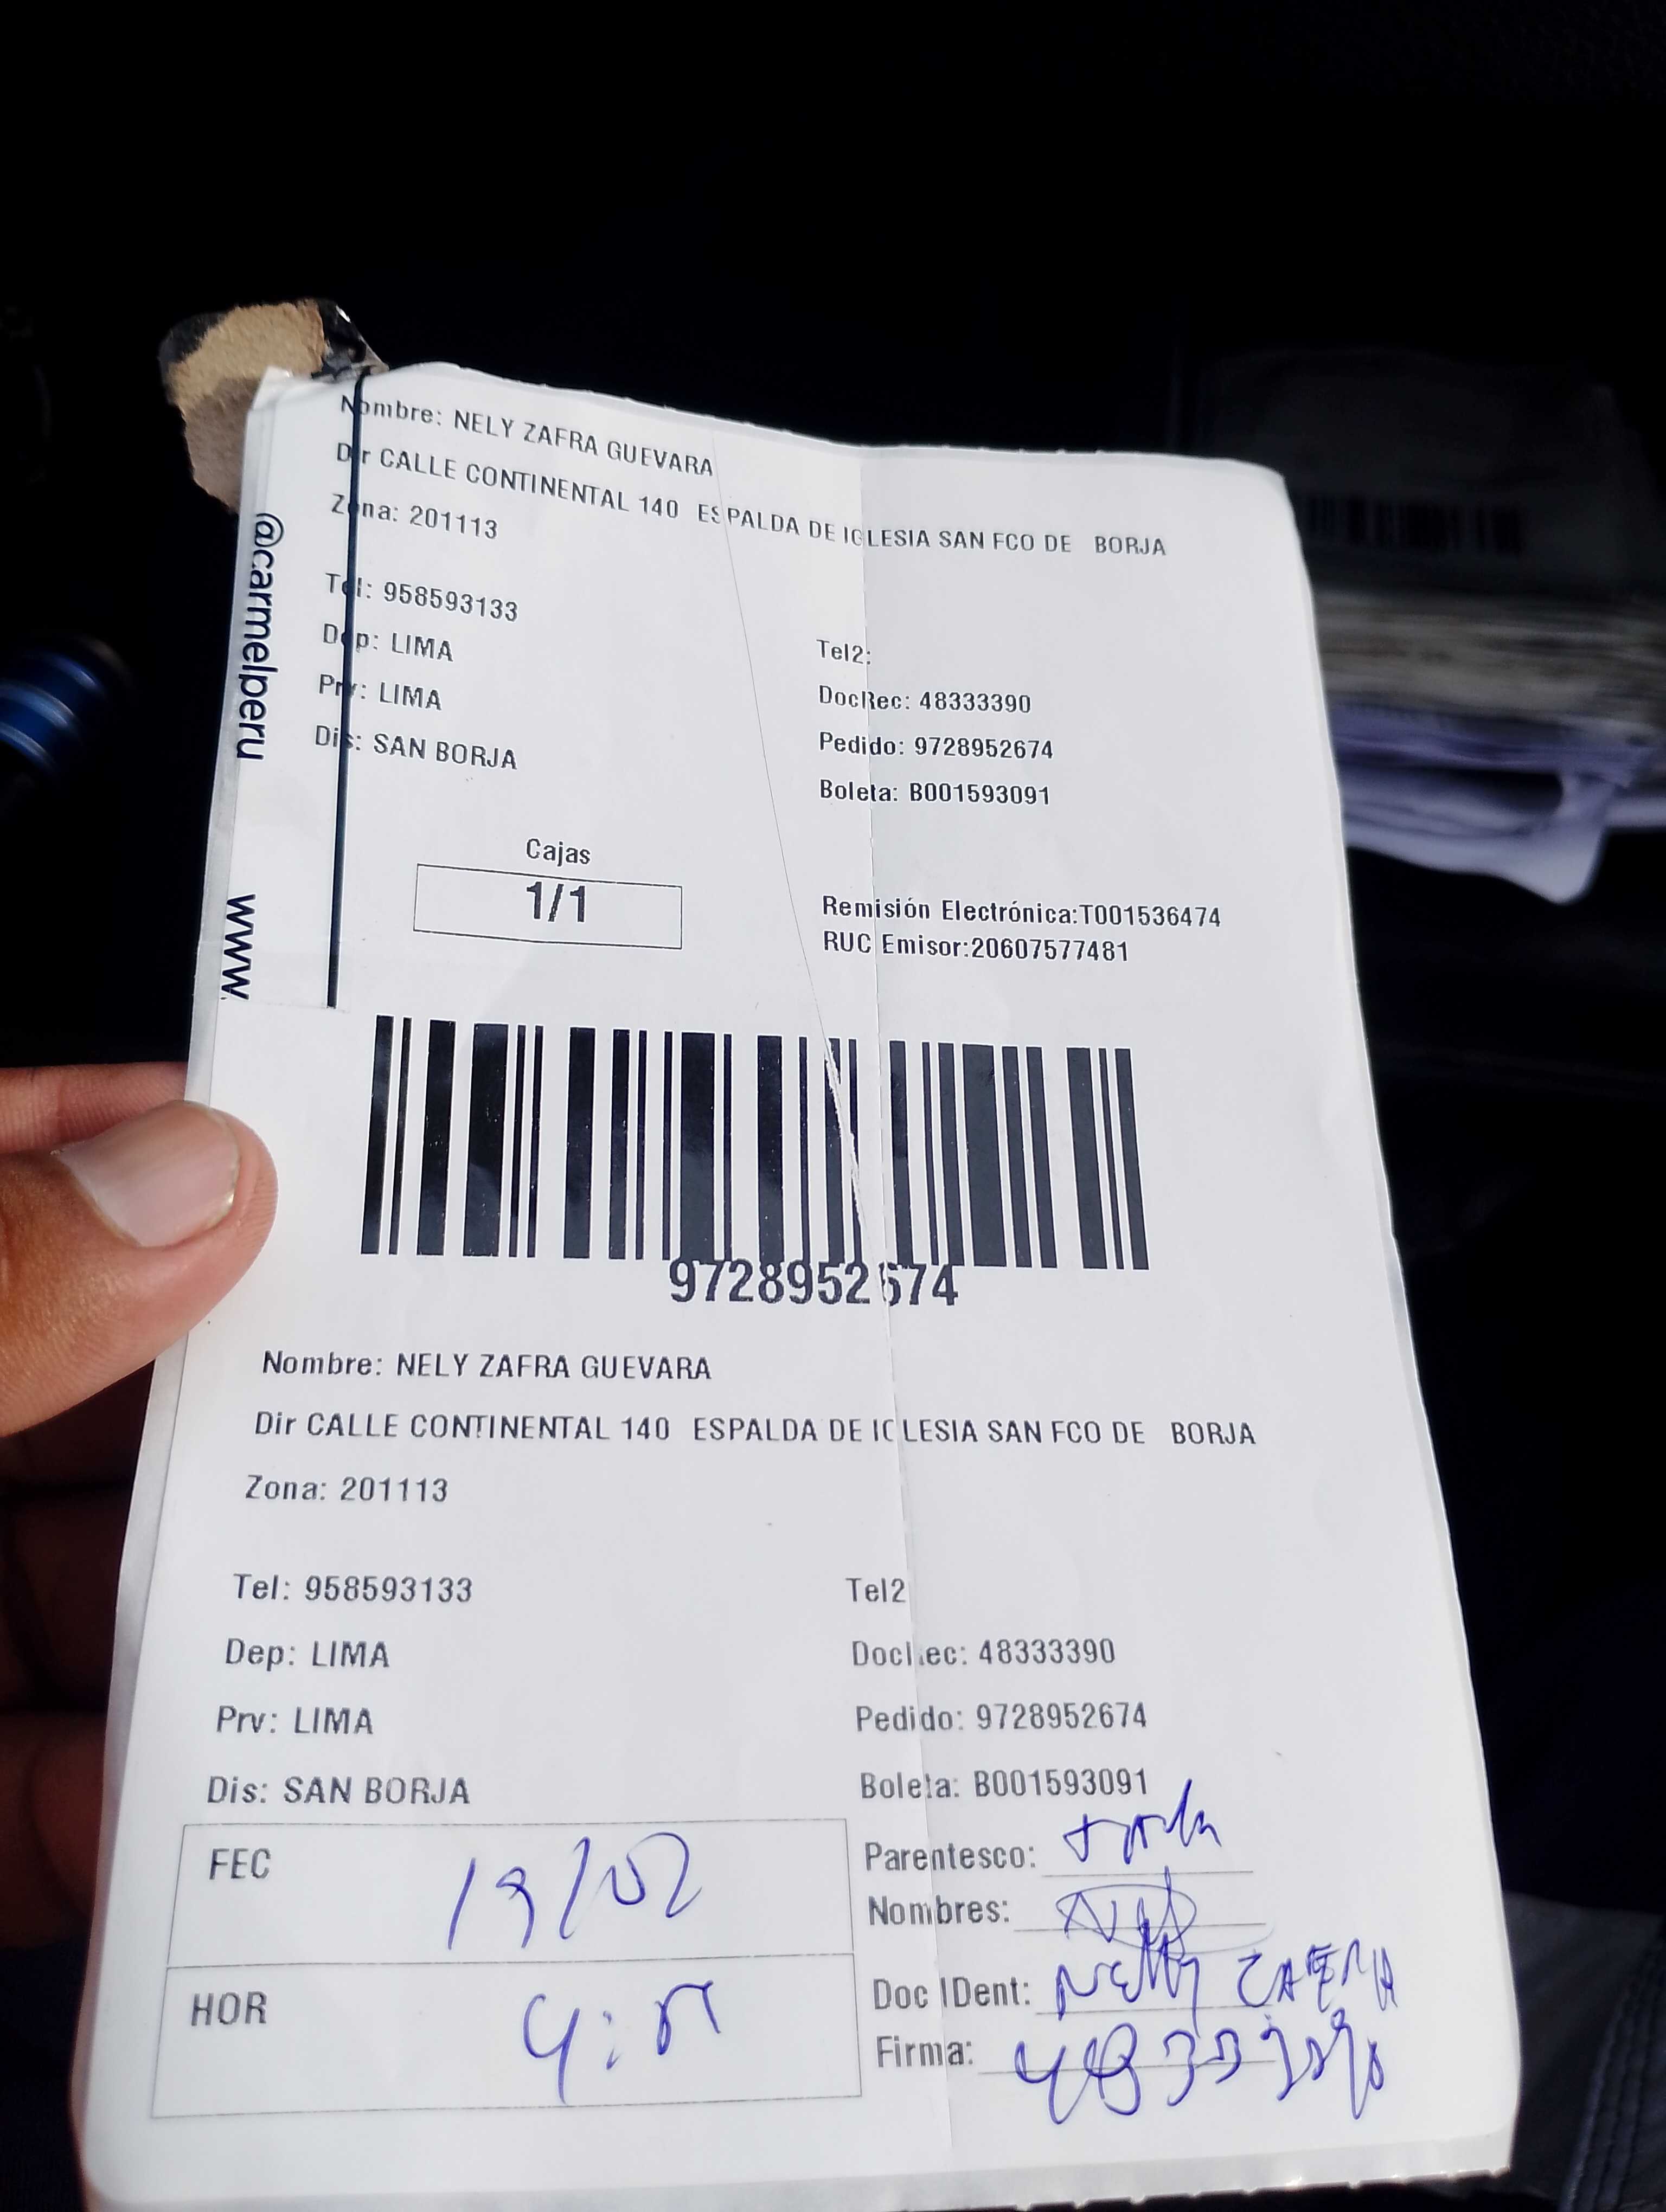 Nombre: NELY ZAFRA GUEVARA
Dir CALLE CONTINENTAL 140 ESPALDA DE IGLESIA SAN FCO DE BORJA
Zona: 201113
Tel: 958593133
Tel2:
Dep: LIMA
DocRec: 48333390
Prv: LIMA
Pedido: 9728952674
Dis: SAN BORJA
Boleta: B001593091
Cajas
1/1
Remisión Electrónica:T001536474
RUC Emisor:20607577481
@carmelperu
www.
9728952674
Nombre: NELY ZAFRA GUEVARA
Dir CALLE CONTINENTAL 140 ESPALDA DE IGLESIA SAN FCO DE BORJA
Zona: 201113
Tel: 958593133
Tel2
Dep: LIMA
DocRec: 48333390
Prv: LIMA
Pedido: 9728952674
Dis: SAN BORJA
Boleta: B001593091
FEC 19/02
Parentesco:
Nombres:
HOR
Doc IDent: Nelly ZAFRA
Firma: